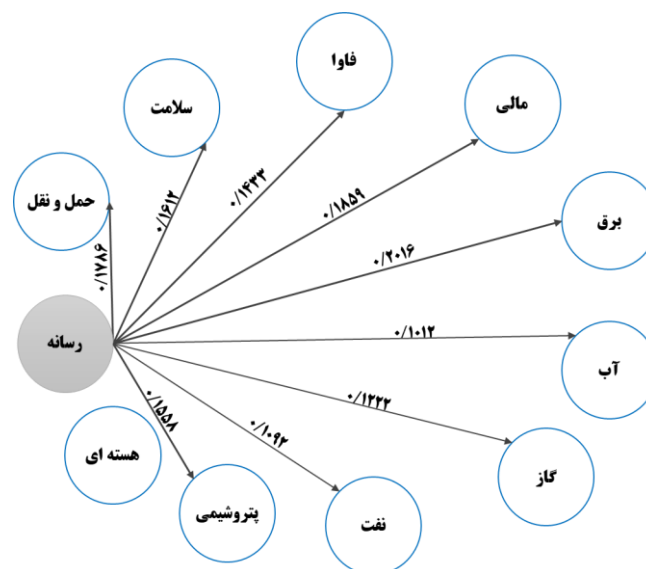 فاوا
مالی
سلامت
حمل و نقل
برق
رسانه
آب
هسته ای
گاز
پتروشیمی
نفت
۰/۱۷۸۶
۰/۱۶۱۲
۰/۱۴۳۳
۰/۱۸۵۹
۰/۲۰۱۶
۰/۱۰۱۲
۰/۱۲۲۲
۰/۱۰۹۲
۰/۱۵۵۸